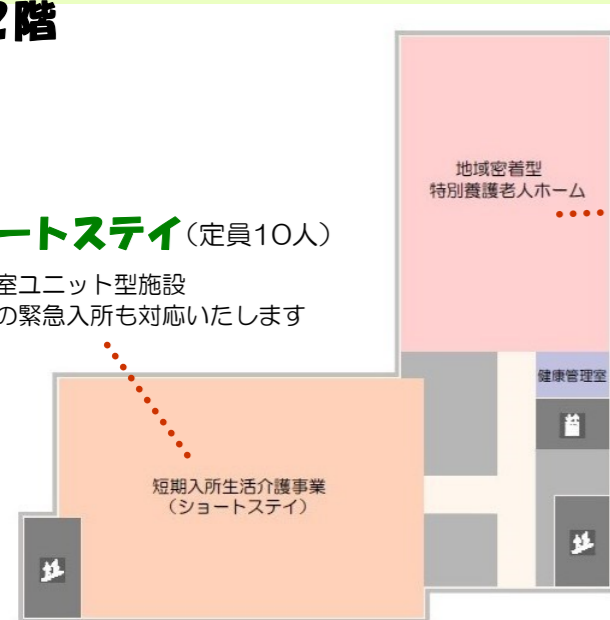 2階
地域密着型
特別養護老人ホーム
ートステイ(定員10人)
室ユニット型施設
の緊急入所も対応いたします
健康管理室
短期入所生活介護事業
(ショートステイ)